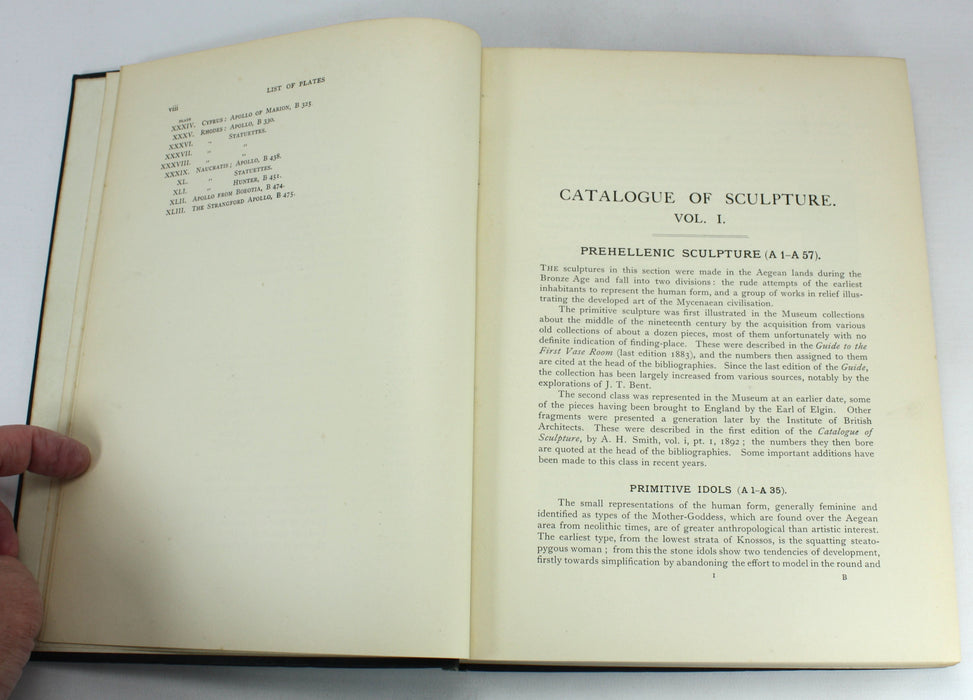 viii
LIST OF PLATES
PLATE
XXXIV. CYPRUS; APOLLO OF MARION, B 325.
XXXV. RHODES: APOLLO, B 330.
XXXVI. " STATUETTES.
XXXVII. " "
XXXVIII. " "
XXXIX. NAUCRATIS; APOLLO, B 438.
XL. " STATUETTES.
XLI. " HUNTER, B 451.
XLII. APOLLO FROM BOEOTIA, B 474.
XLIII. THE STRANGFORD APOLLO, B 475.
CATALOGUE OF SCULPTURE.
VOL. I.
PREHELLENIC SCULPTURE (A 1–A 57).
THE sculptures in this section were made in the Aegean lands during the
Bronze Age and fall into two divisions: the rude attempts of the earliest
inhabitants to represent the human form, and a group of works in relief illus-
trating the developed art of the Mycenaean civilisation.
The primitive sculpture was first illustrated in the Museum collections
about the middle of the nineteenth century by the acquisition from various
old collections of about a dozen pieces, most of them unfortunately with no
definite indication of finding-place. These were described in the Guide to the
First Vase Room (last edition 1883), and the numbers then assigned to them
are cited at the head of the bibliographies. Since the last edition of the Guide,
the collection has been largely increased from various sources, notably by the
explorations of J. T. Bent.
The second class was represented in the Museum at an earlier date, some
of the pieces having been brought to England by the Earl of Elgin. Other
fragments were presented a generation later by the Institute of British
Architects. These were described in the first edition of the Catalogue of
Sculpture, by A. H. Smith, vol. i, pt. 1, 1892; the numbers they then bore
are quoted at the head of the bibliographies. Some important additions have
been made to this class in recent years.
PRIMITIVE IDOLS (A 1–A 35).
The small representations of the human form, generally feminine and
identified as types of the Mother-Goddess, which are found over the Aegean
area from neolithic times, are of greater anthropological than artistic interest.
The earliest type, from the lowest strata of Knossos, is the squatting steato-
pygous woman; from this the stone idols show two tendencies of development,
firstly towards simplification by abandoning the effort to model in the round and
1 B